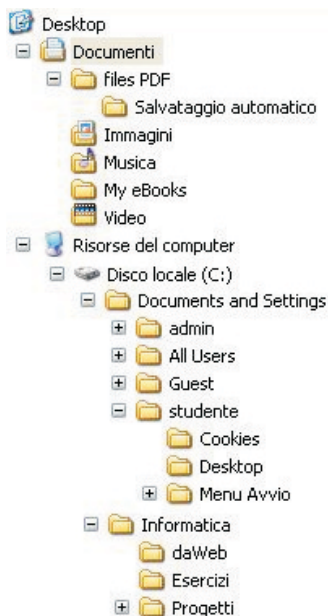 Desktop
Documenti
files PDF
Salvataggio automatico
Immagini
Musica
My eBooks
Video
Risorse del computer
Disco locale (C:)
Documents and Settings
admin
All Users
Guest
studente
Cookies
Desktop
Menu Avvio
Informatica
daWeb
Esercizi
Progetti